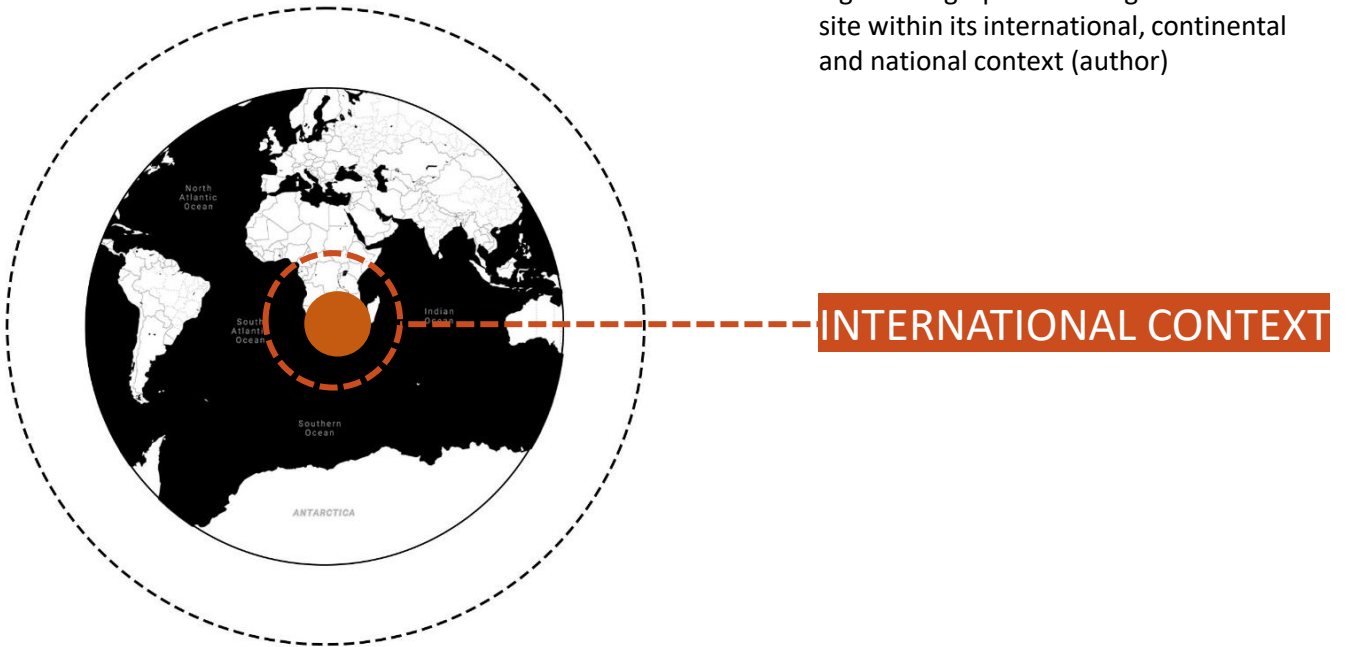 site within its international, continental
and national context (author)
North
Atlantic
Ocean
South
Atlantic
Ocean
Indian
Ocean
INTERNATIONAL CONTEXT
Southern
Ocean
ANTARCTICA